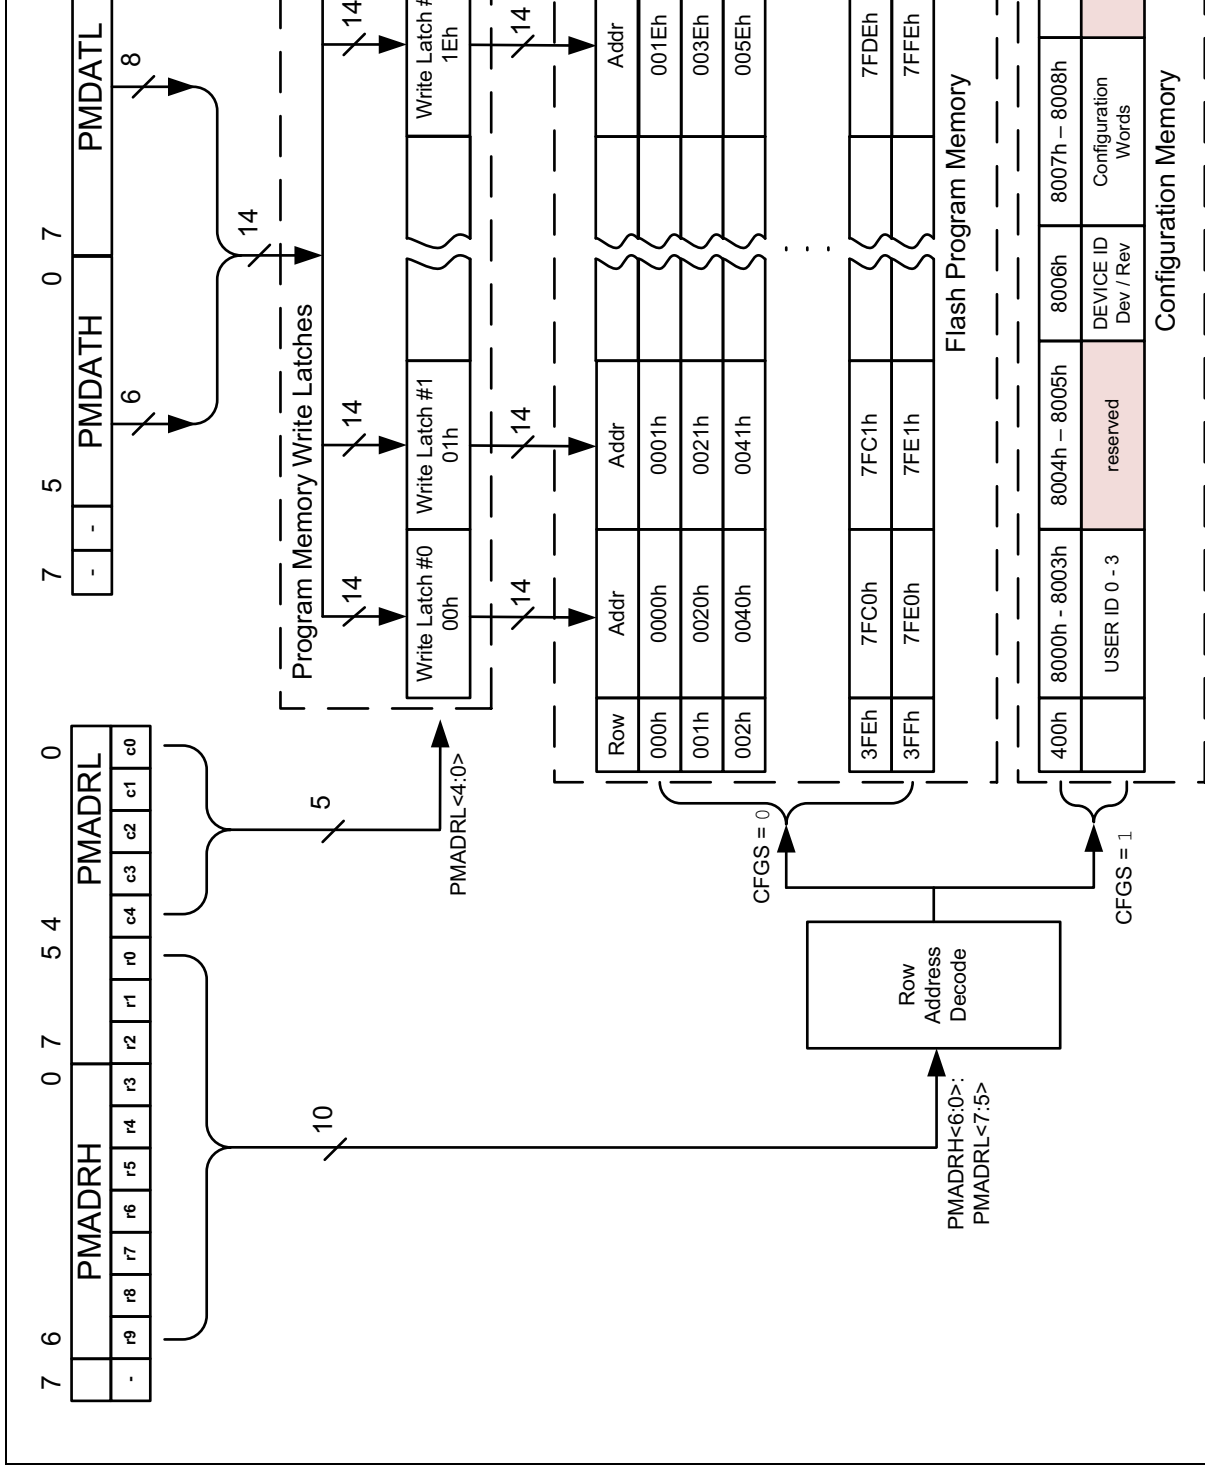 7 6 0 7 5 4 0
PMADRH PMADRL
- r9 r8 r7 r6 r5 r4 r3 r2 r1 r0 c4 c3 c2 c1 c0
7 5 0 7
PMDATH PMDATL
- -
6 8
14
10
5
PMADRL<4:0>
Program Memory Write Latches
14 14 14
Write Latch #0 Write Latch #1 Write Latch #
00h 01h 1Eh
14 14 14
Row Addr Addr Addr
000h 0000h 0001h 001Eh
001h 0020h 0021h 003Eh
002h 0040h 0041h 005Eh
3FEh 7FC0h 7FC1h 7FDEh
3FFh 7FE0h 7FE1h 7FFEh
Flash Program Memory
CFGS = 0
Row
Address
Decode
PMADRH<6:0>:
PMADRL<7:5>
CFGS = 1
400h 8000h - 8003h 8004h – 8005h 8006h 8007h – 8008h
USER ID 0 - 3
reserved
DEVICE ID
Dev / Rev
Configuration
Words
Configuration Memory